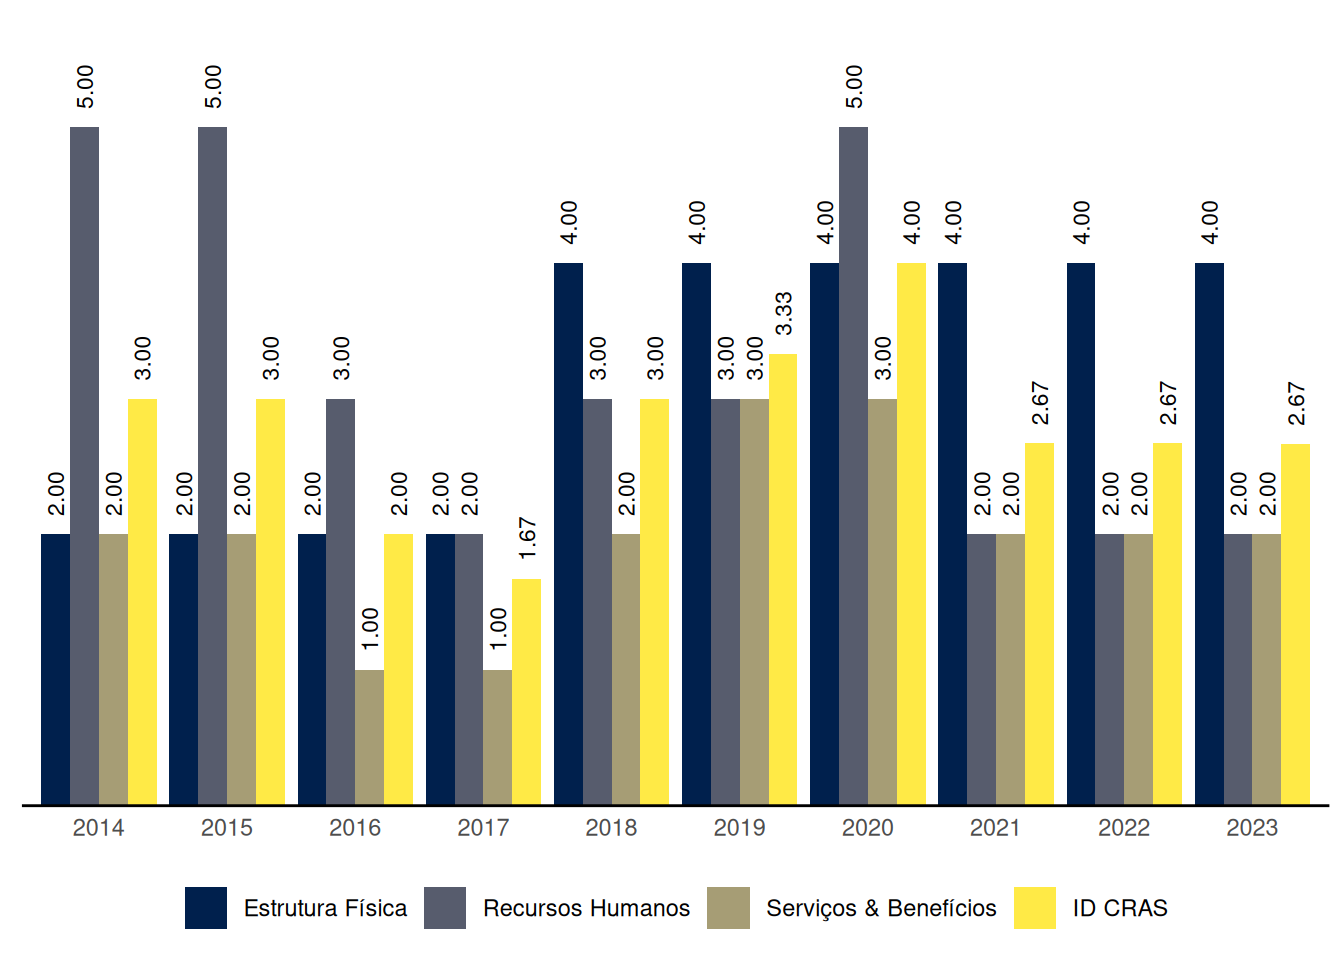 5.00 5.00 5.00
4.00 4.00 4.00 4.00 4.00 4.00 4.00
3.33
3.00 3.00 3.00 3.00 3.00 3.00 3.00 3.00
2.67 2.67 2.67
2.00 2.00 2.00 2.00 2.00 2.00 2.00 2.00 2.00 2.00 2.00 2.00 2.00 2.00 2.00
1.67
1.00 1.00
2014 2015 2016 2017 2018 2019 2020 2021 2022 2023
Estrutura Física Recursos Humanos Serviços & Benefícios ID CRAS